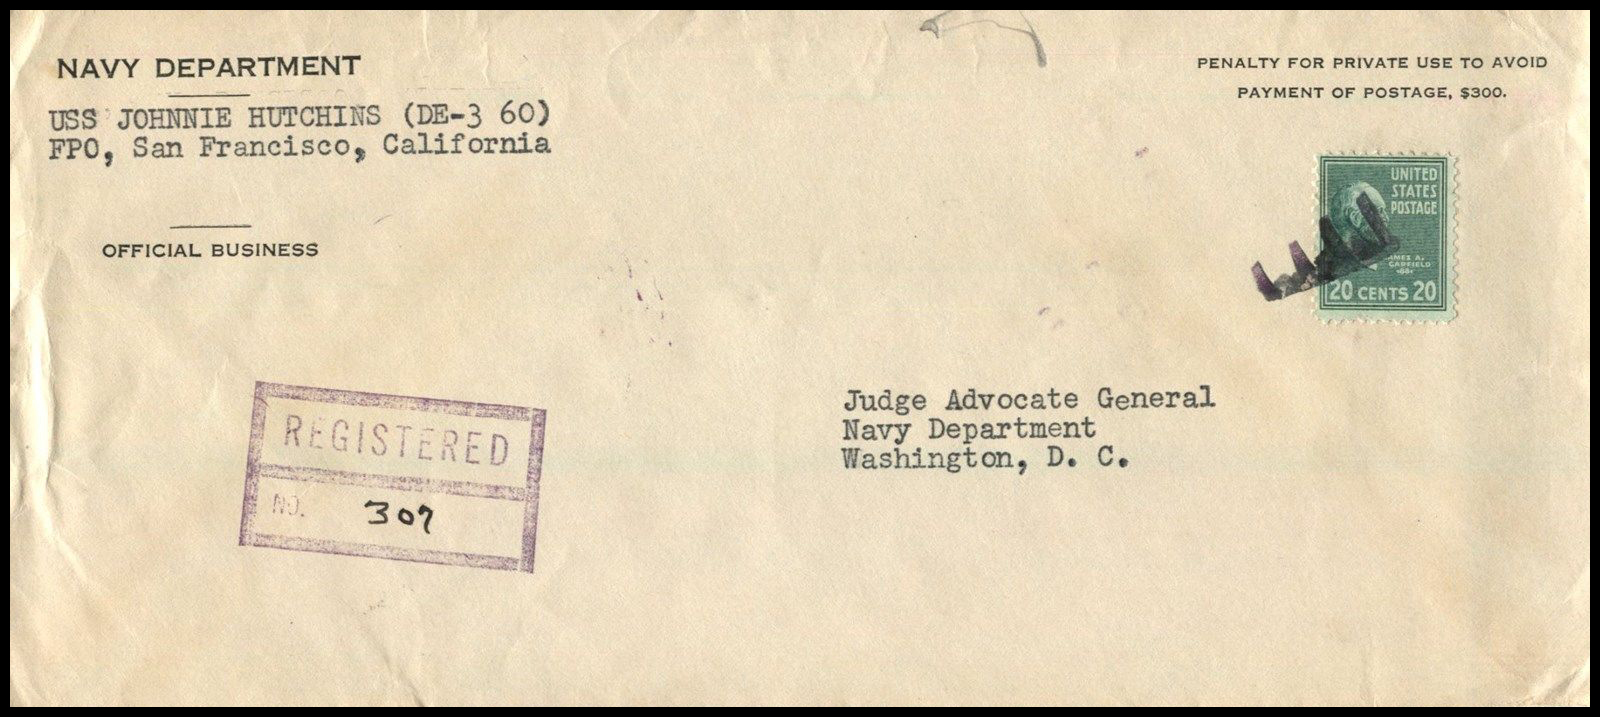 NAVY DEPARTMENT
USS JOHNNIE HUTCHINS (DE-3 60)
FPO, San Francisco, California
OFFICIAL BUSINESS
PENALTY FOR PRIVATE USE TO AVOID
PAYMENT OF POSTAGE, $300.
UNITED
STATES
POSTAGE
GARFIELD
20 CENTS 20
REGISTERED
NO. 307
Judge Advocate General
Navy Department
Washington, D. C.